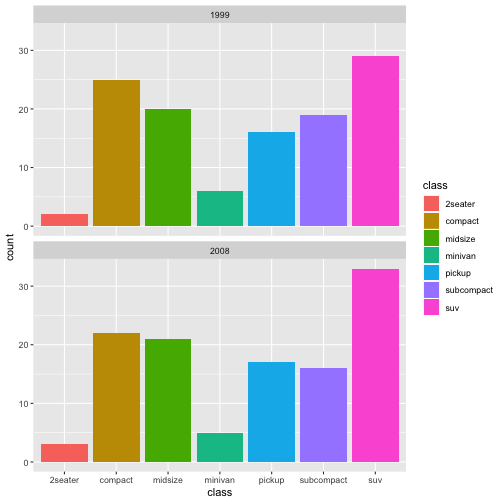 1999
30
20
10
0
2008
30
20
10
0
2seater compact midsize minivan pickup subcompact suv
class
count
class
2seater
compact
midsize
minivan
pickup
subcompact
suv